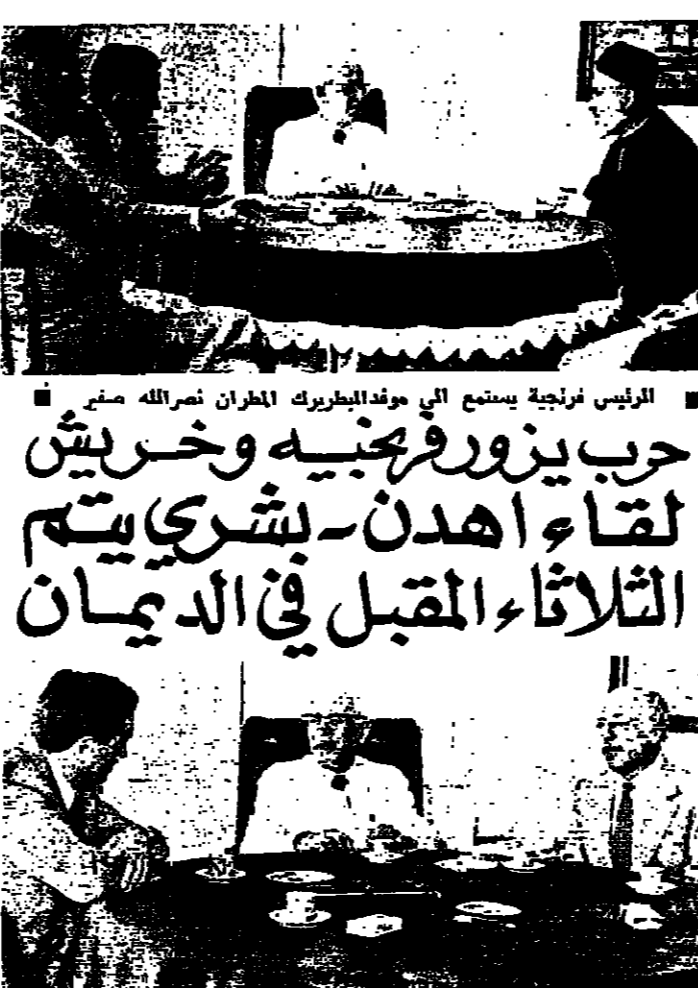 الرئيس فرنجية يستمع الى موفد البطريرك المطران نصرالله صفير
حرب يزور فرنجيه وخريش
لقاء اهدن - بشري يتم
الثلاثاء المقبل في الديمان